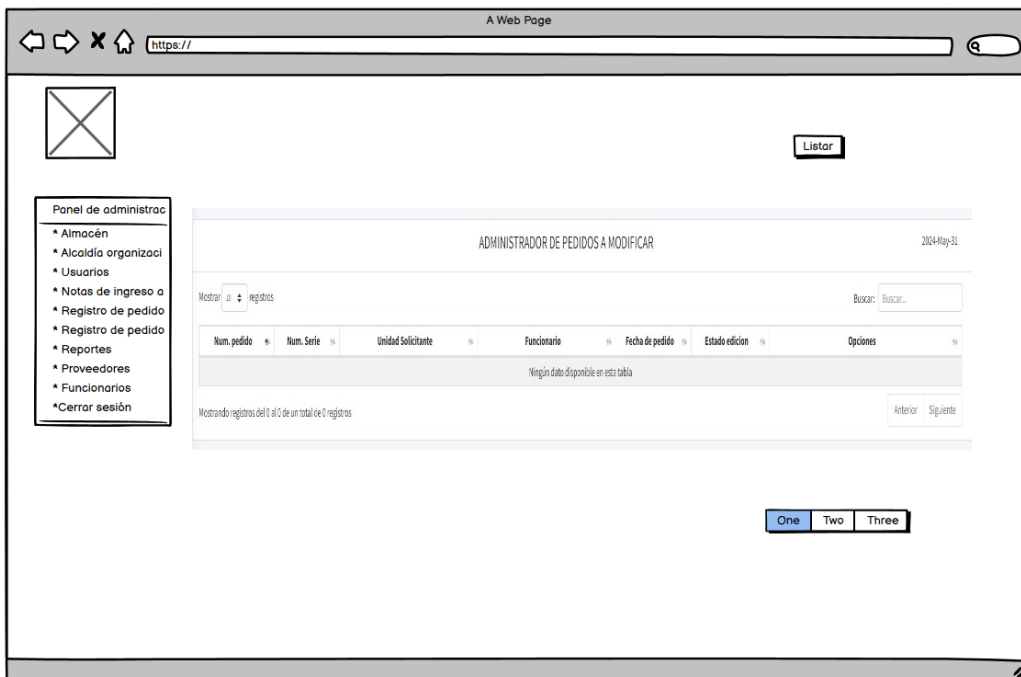 A Web Page
https://
Listar
Panel de administrac
* Almacén
* Alcaldía organizaci
* Usuarios
* Notas de ingreso a
* Registro de pedido
* Registro de pedido
* Reportes
* Proveedores
* Funcionarios
*Cerrar sesión
ADMINISTRADOR DE PEDIDOS A MODIFICAR 2024-May-31
Mostrar 10 registros Buscar: Buscar...
Num. pedido Num. Serie Unidad Solicitante Funcionario Fecha de pedido Estado edicion Opciones
Ningún dato disponible en esta tabla
Mostrando registros del 0 al 0 de un total de 0 registros Anterior Siguiente
One Two Three